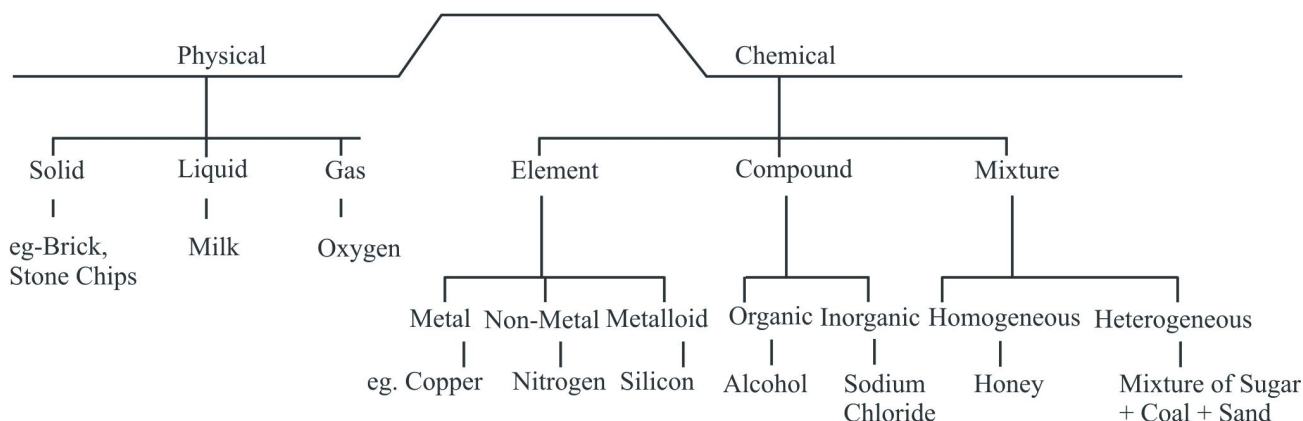 Physical Chemical
Solid Liquid Gas Element Compound Mixture
eg-Brick, Milk Oxygen
Stone Chips
Metal Non-Metal Metalloid Organic Inorganic Homogeneous Heterogeneous
eg. Copper Nitrogen Silicon Alcohol Sodium Honey Mixture of Sugar
Chloride + Coal + Sand